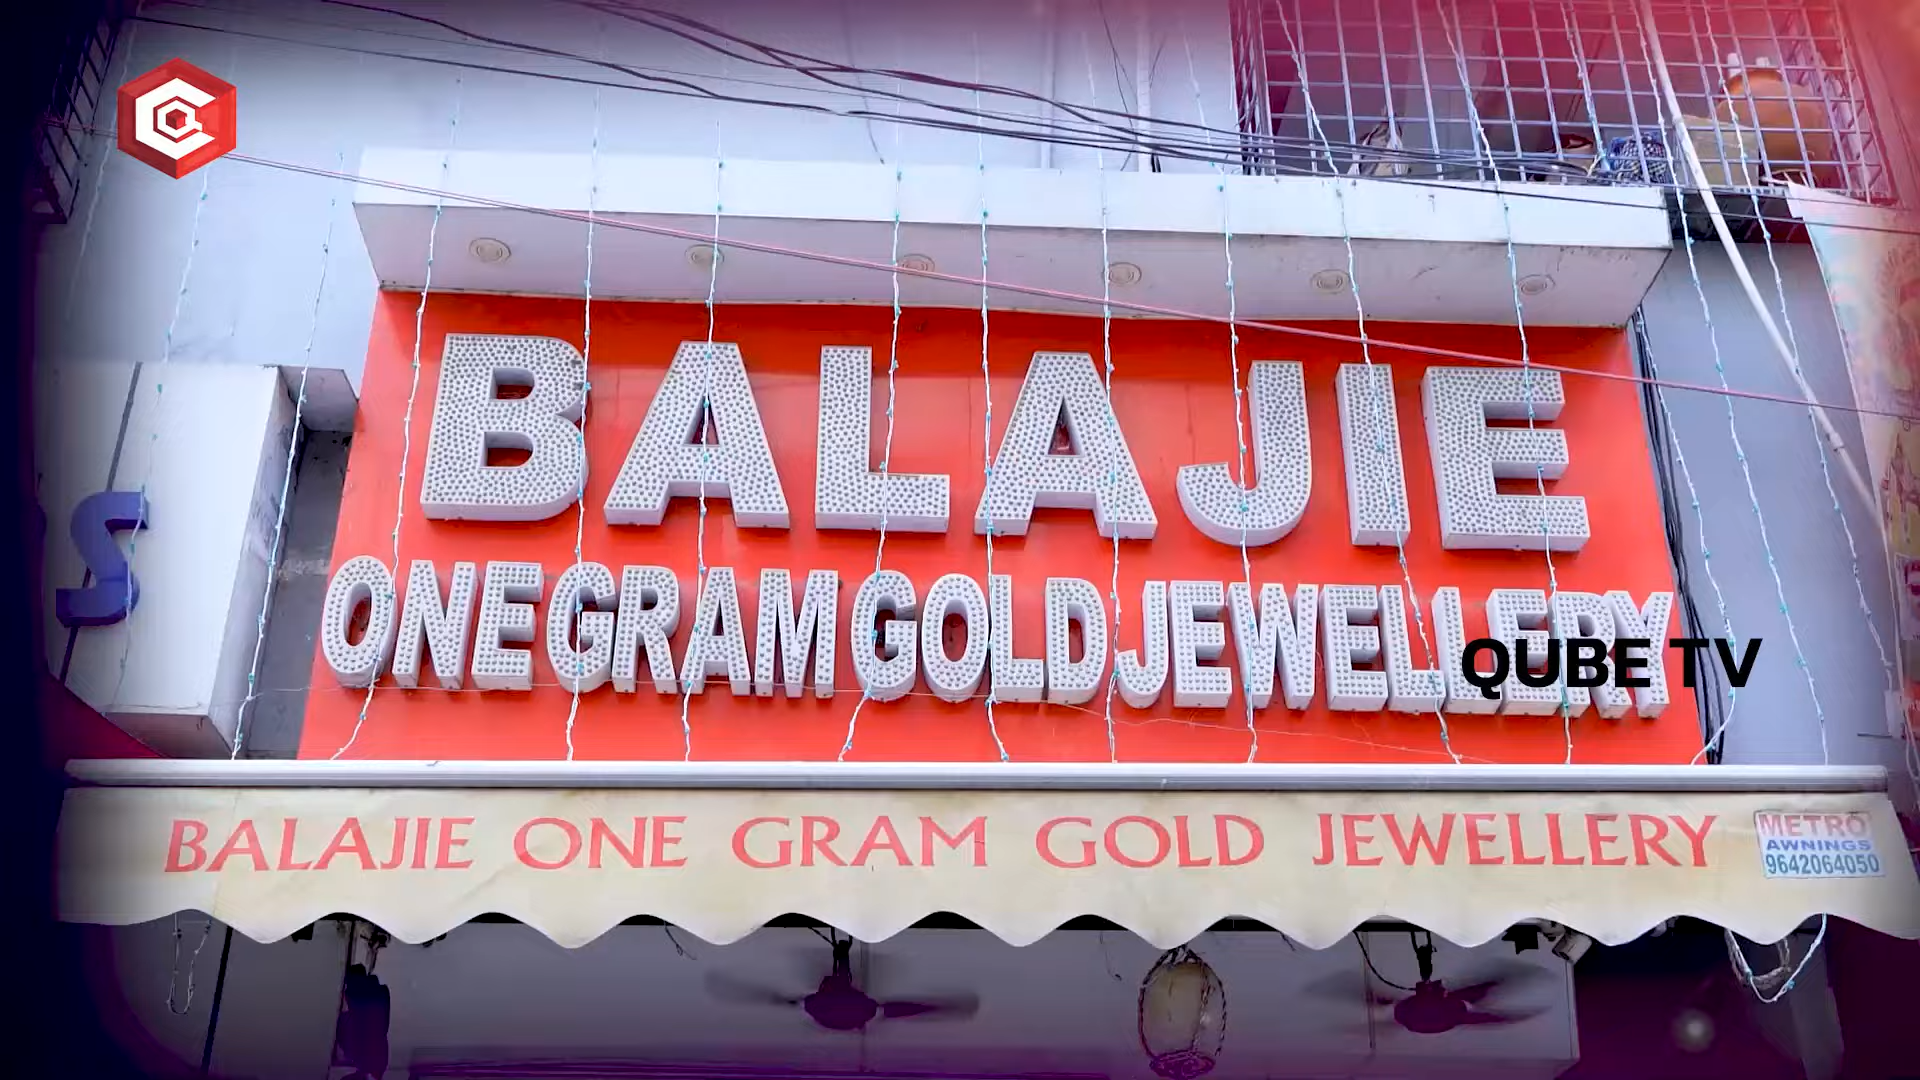 BALAJIE
ONE GRAM GOLD JEWELLERY
QUBE TV
S
BALAJIE ONE GRAM GOLD JEWELLERY
METRO
AWNINGS
9642064050